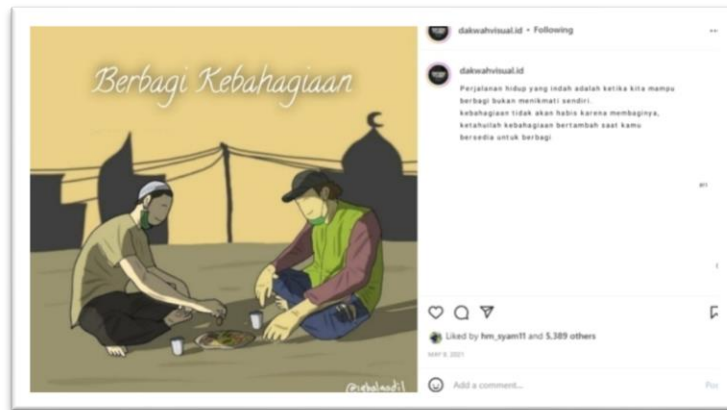 Berbagi Kebahagiaan
dakwahvisual.id • Following
dakwahvisual.id
Perjalanan hidup yang indah adalah ketika kita mampu
berbagi bukan menikmati sendiri.
kebahagiaan tidak akan habis karena membaginya,
ketahuilah kebahagiaan bertambah saat kamu
bersedia untuk berbagi
Liked by hm_syam11 and 5,389 others
MAY 9, 2021
Add a comment...